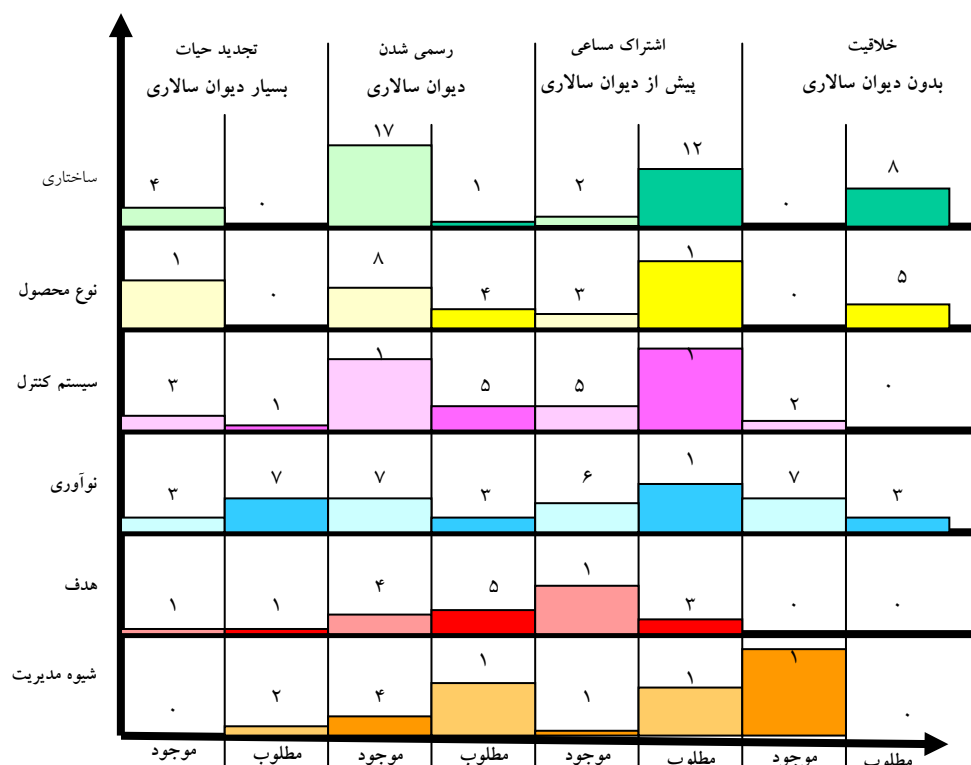 خلاقیت اشتراک مساعی رسمی شدن تجدید حیات
بدون دیوان سالاری پیش از دیوان سالاری دیوان سالاری بسیار دیوان سالاری
۸ ۰ ۱۲ ۲ ۱ ۱۷ ۰ ۴ ساختاری
۵ ۰ ۱ ۳ ۴ ۸ ۰ ۱ نوع محصول
۰ ۲ ۱ ۵ ۵ ۱ ۱ ۳ سیستم کنترل
۳ ۷ ۱ ۶ ۳ ۷ ۷ ۳ نوآوری
۰ ۰ ۳ ۱ ۵ ۴ ۱ ۱ هدف
۰ ۱ ۱ ۱ ۱ ۴ ۲ ۰ شیوه مدیریت
مطلوب موجود مطلوب موجود مطلوب موجود مطلوب موجود